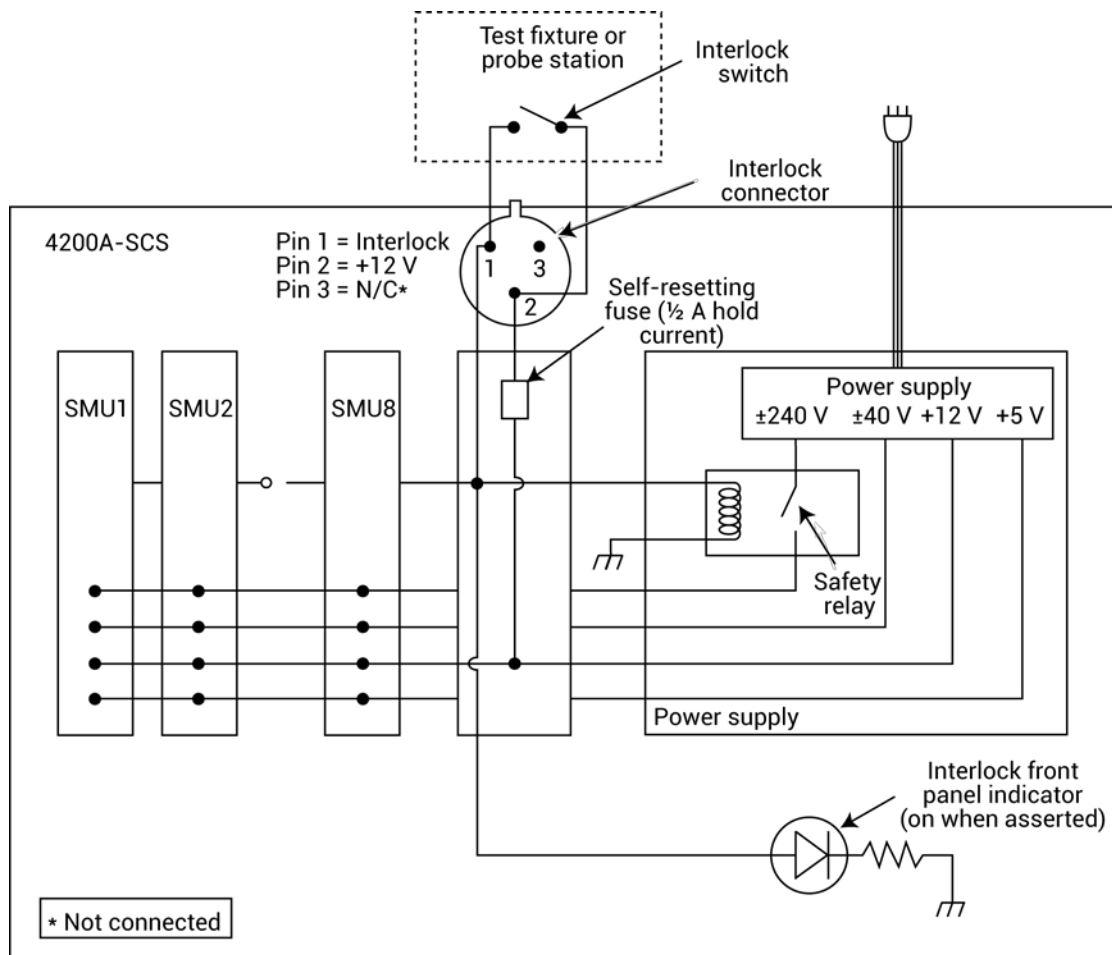 Test fixture or
probe station
Interlock
switch
Interlock
connector
4200A-SCS
Pin 1 = Interlock
Pin 2 = +12 V
Pin 3 = N/C*
1
3
2
Self-resetting
fuse (½ A hold
current)
SMU1
SMU2
SMU8
Power supply
±240 V ±40 V +12 V +5 V
Safety
relay
Power supply
Interlock front
panel indicator
(on when asserted)
* Not connected